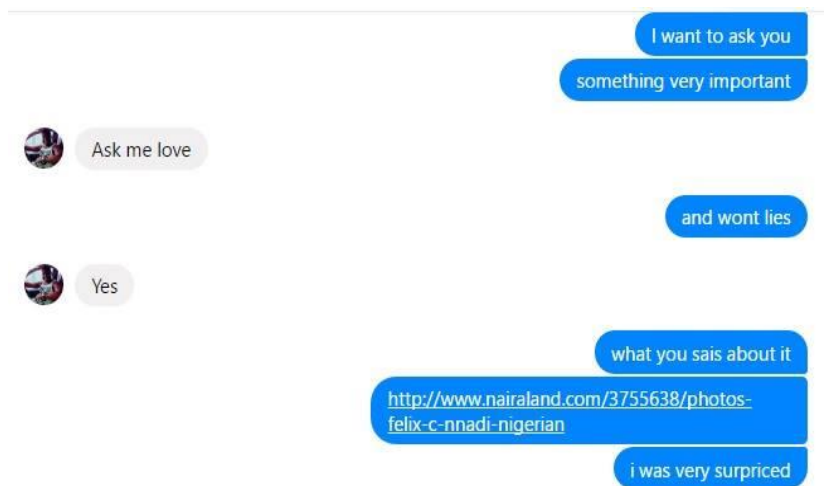 I want to ask you
something very important
Ask me love
and wont lies
Yes
what you sais about it
http://www.nairaland.com/3755638/photos-
felix-c-nnadi-nigerian
i was very surpriced